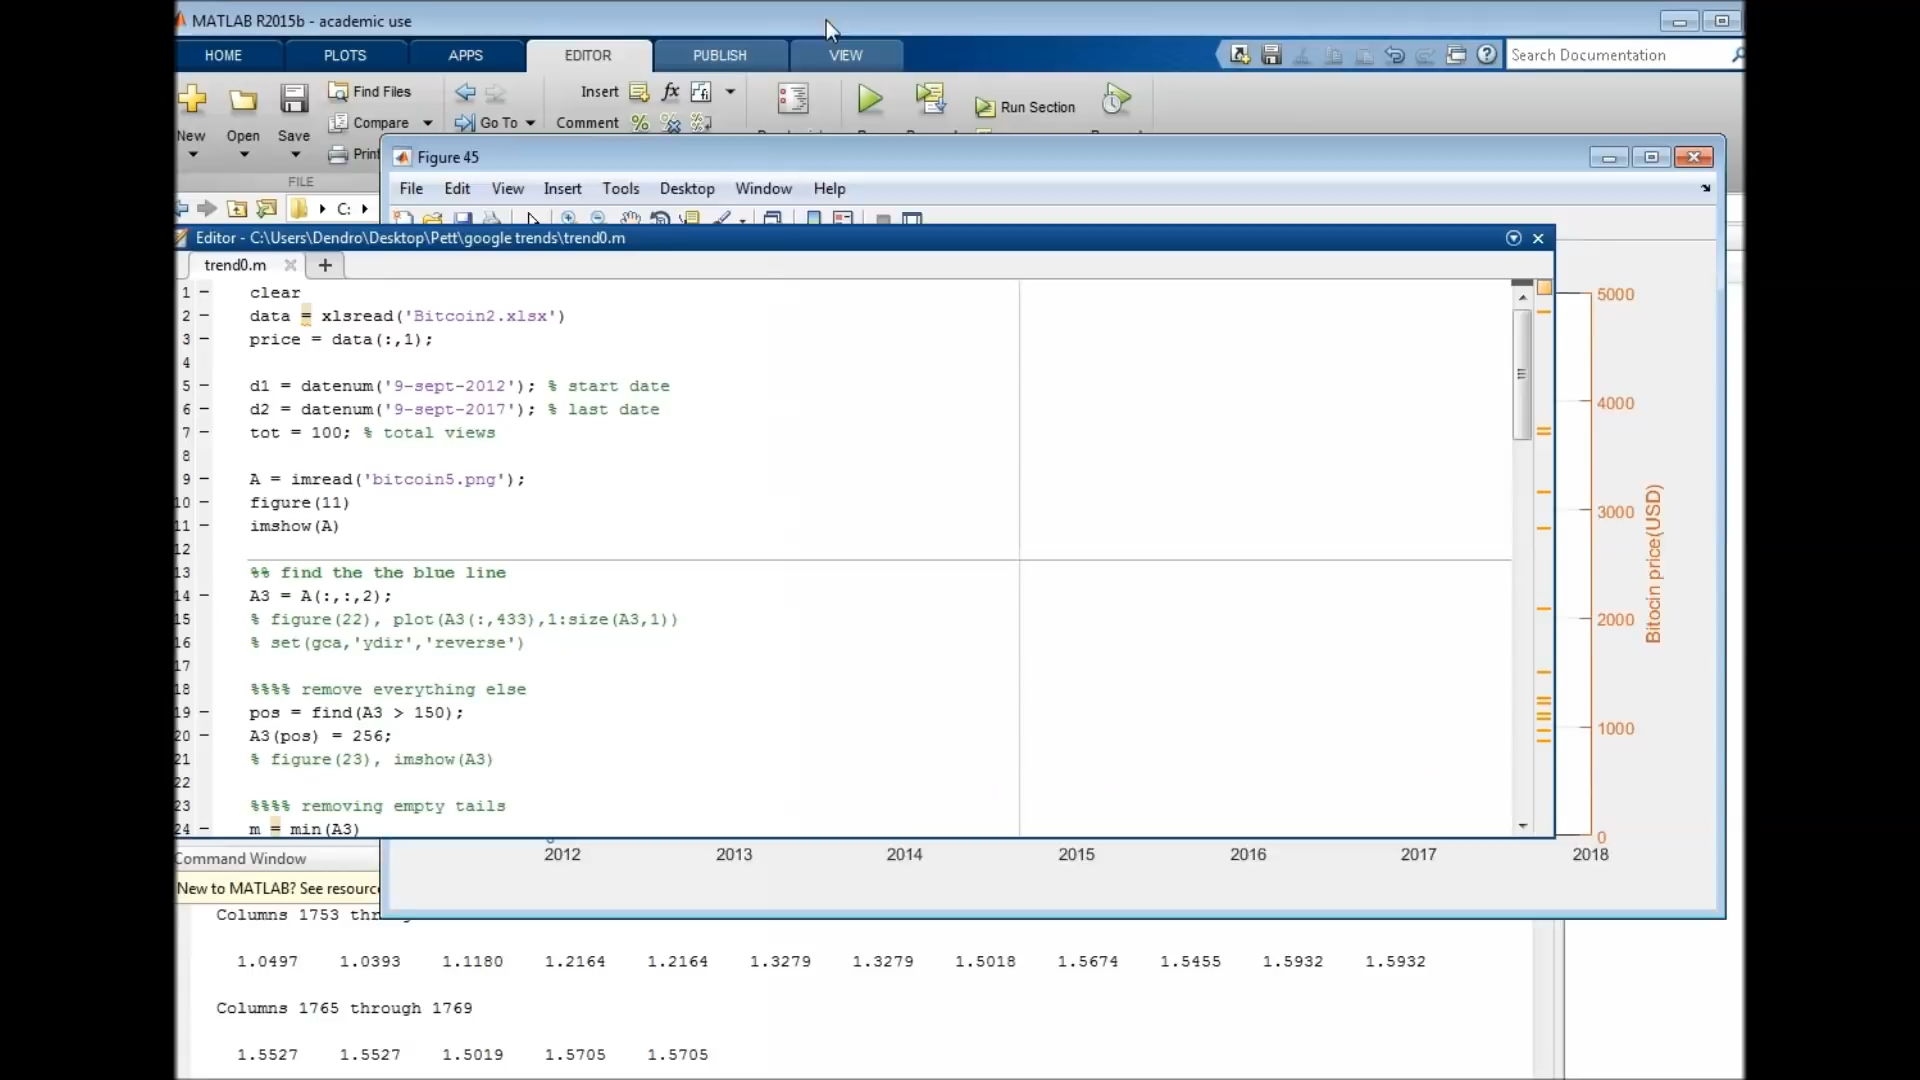 MATLAB R2015b - academic use
HOME PLOTS APPS EDITOR PUBLISH VIEW
Search Documentation
New Open Save
Find Files
Compare
Print
Go To
Insert fx
Comment % %
Run Section
FILE
C:
Figure 45
File Edit View Insert Tools Desktop Window Help
Editor - C:\Users\Dendro\Desktop\Pett\google trends\trend0.m
trend0.m
1 clear
2 data = xlsread('Bitcoin2.xlsx')
3 price = data(:,1);
4
5 d1 = datenum('9-sept-2012'); % start date
6 d2 = datenum('9-sept-2017'); % last date
7 tot = 100; % total views
8
9 A = imread('bitcoin5.png');
10 figure(11)
11 imshow(A)
12
13 %% find the the blue line
14 A3 = A(:,:,2);
15 % figure(22), plot(A3(:,433),1:size(A3,1))
16 % set(gca,'ydir','reverse')
17
18 %%%% remove everything else
19 pos = find(A3 > 150);
20 A3(pos) = 256;
21 % figure(23), imshow(A3)
22
23 %%%% removing empty tails
24 m = min(A3)
5000
4000
3000
2000
1000
0
Bitocin price(USD)
2012 2013 2014 2015 2016 2017 2018
Command Window
New to MATLAB? See
Columns 1753
1.0497 1.0393 1.1180 1.2164 1.2164 1.3279 1.3279 1.5018 1.5674 1.5455 1.5932 1.5932
Columns 1765 through 1769
1.5527 1.5527 1.5019 1.5705 1.5705